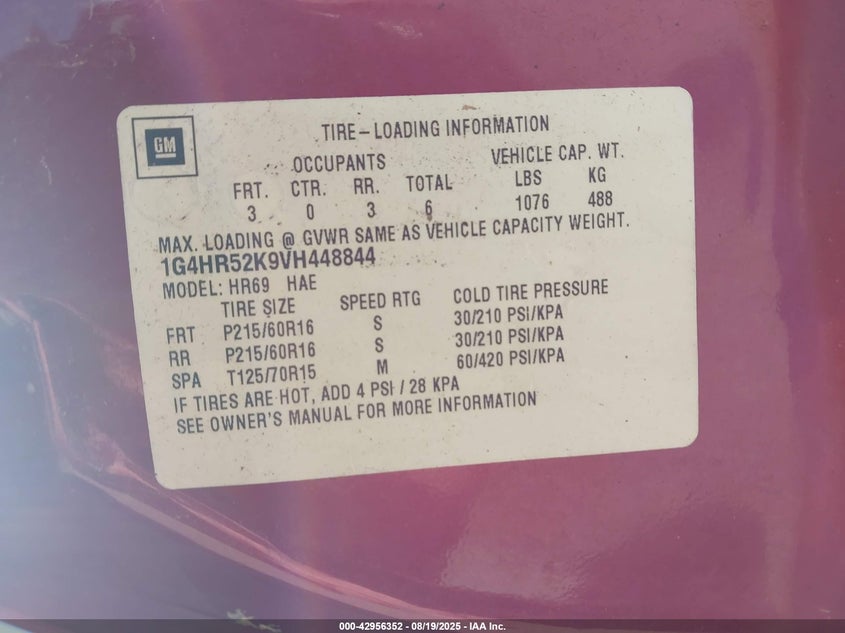 GM
TIRE-LOADING INFORMATION
OCCUPANTS VEHICLE CAP. WT.
FRT. CTR. RR. TOTAL LBS KG
3 0 3 6 1076 488
MAX. LOADING @ GVWR SAME AS VEHICLE CAPACITY WEIGHT.
1G4HR52K9VH448844
MODEL: HR69 HAE
TIRE SIZE SPEED RTG COLD TIRE PRESSURE
FRT P215/60R16 S 30/210 PSI/KPA
RR P215/60R16 S 30/210 PSI/KPA
SPA T125/70R15 M 60/420 PSI/KPA
IF TIRES ARE HOT, ADD 4 PSI / 28 KPA
SEE OWNER'S MANUAL FOR MORE INFORMATION
000-42956352 - 08/19/2025 - IAA Inc.